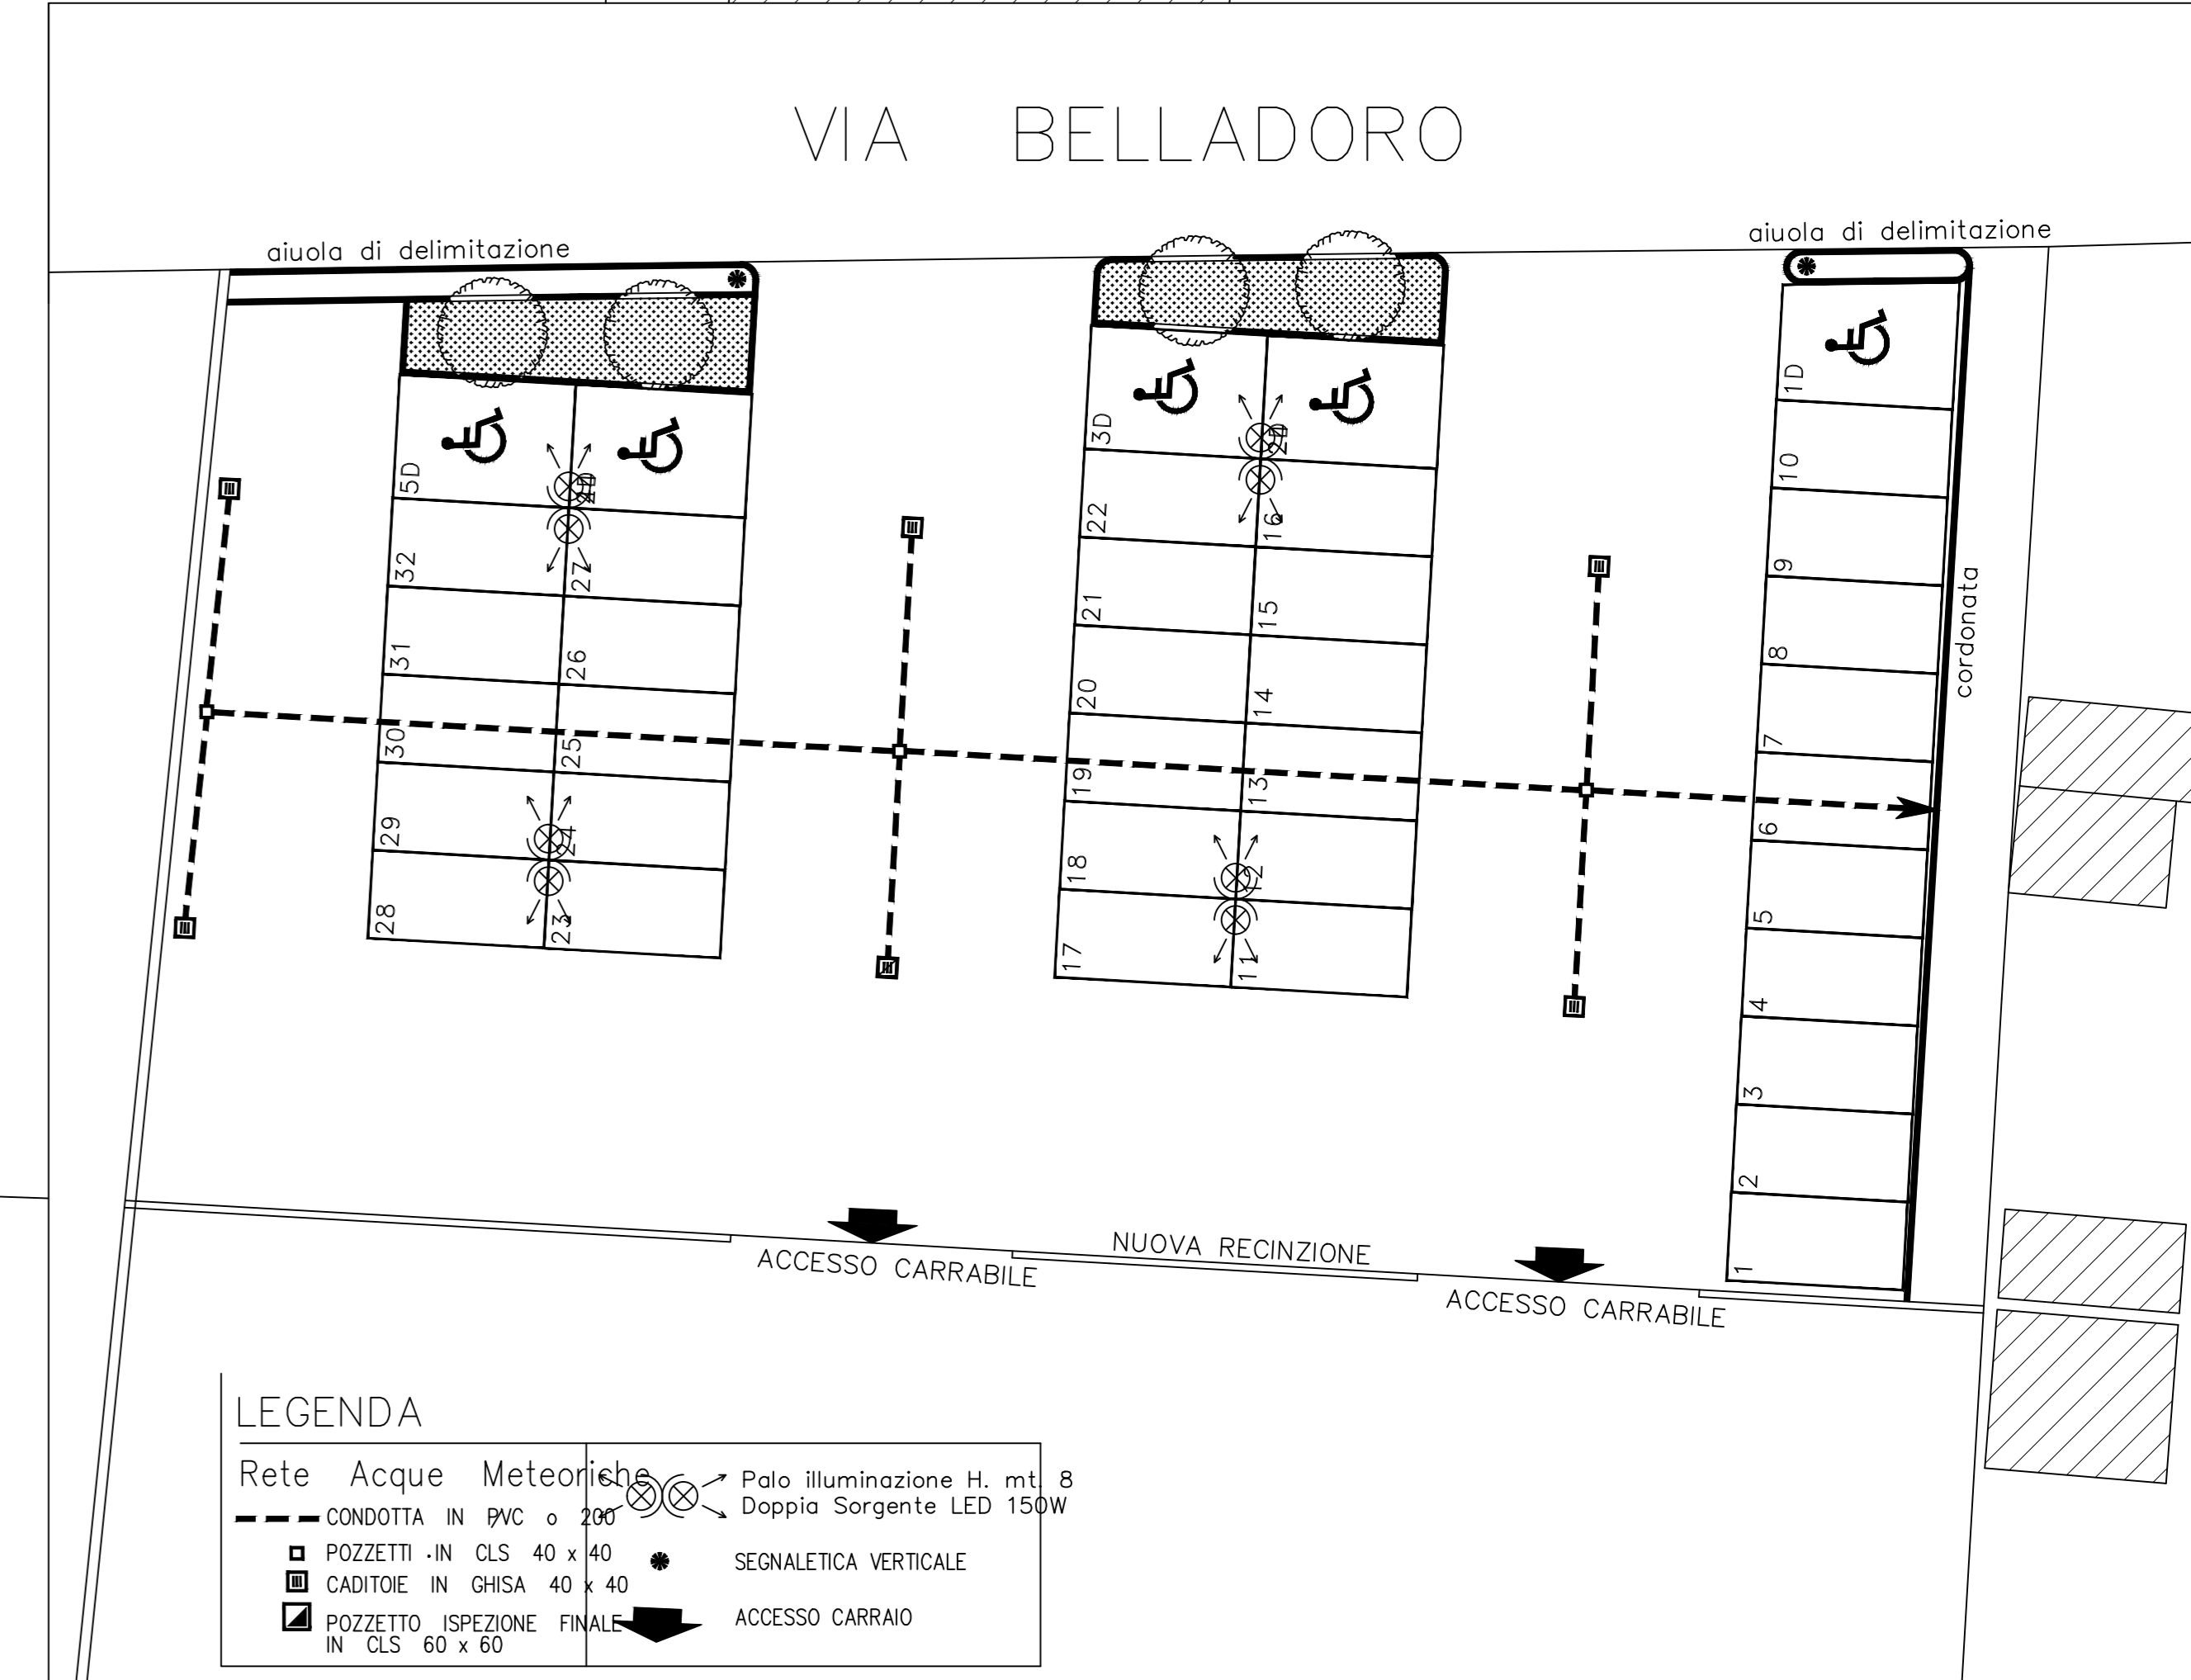 VIA BELLADORO
aiuola di delimitazione
aiuola di delimitazione
5D
32
31
30
29
28
4D
27
26
25
24
23
3D
22
21
20
19
18
17
2D
16
15
14
13
12
11
1D
10
9
8
7
6
5
4
3
2
1
cordonata
ACCESSO CARRABILE
NUOVA RECINZIONE
ACCESSO CARRABILE
LEGENDA
Rete Acque Meteoriche
CONDOTTA IN PVC o 200
POZZETTI IN CLS 40 x 40
CADITOIE IN GHISA 40 x 40
POZZETTO ISPEZIONE FINALE
IN CLS 60 x 60
Palo illuminazione H. mt. 8
Doppia Sorgente LED 150W
SEGNALETICA VERTICALE
ACCESSO CARRAIO